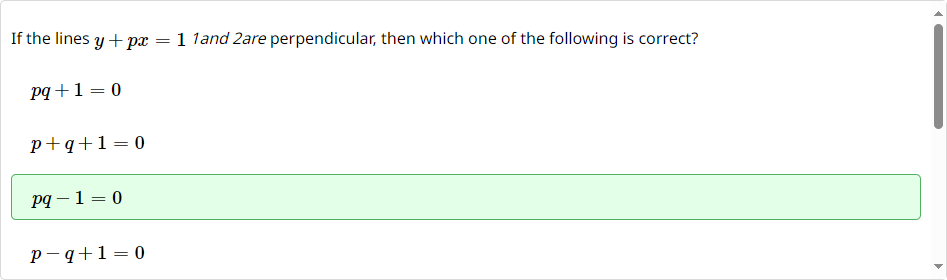 If the lines y + px = 1 1and 2are perpendicular, then which one of the following is correct?
pq + 1 = 0
p + q + 1 = 0
pq − 1 = 0
p − q + 1 = 0